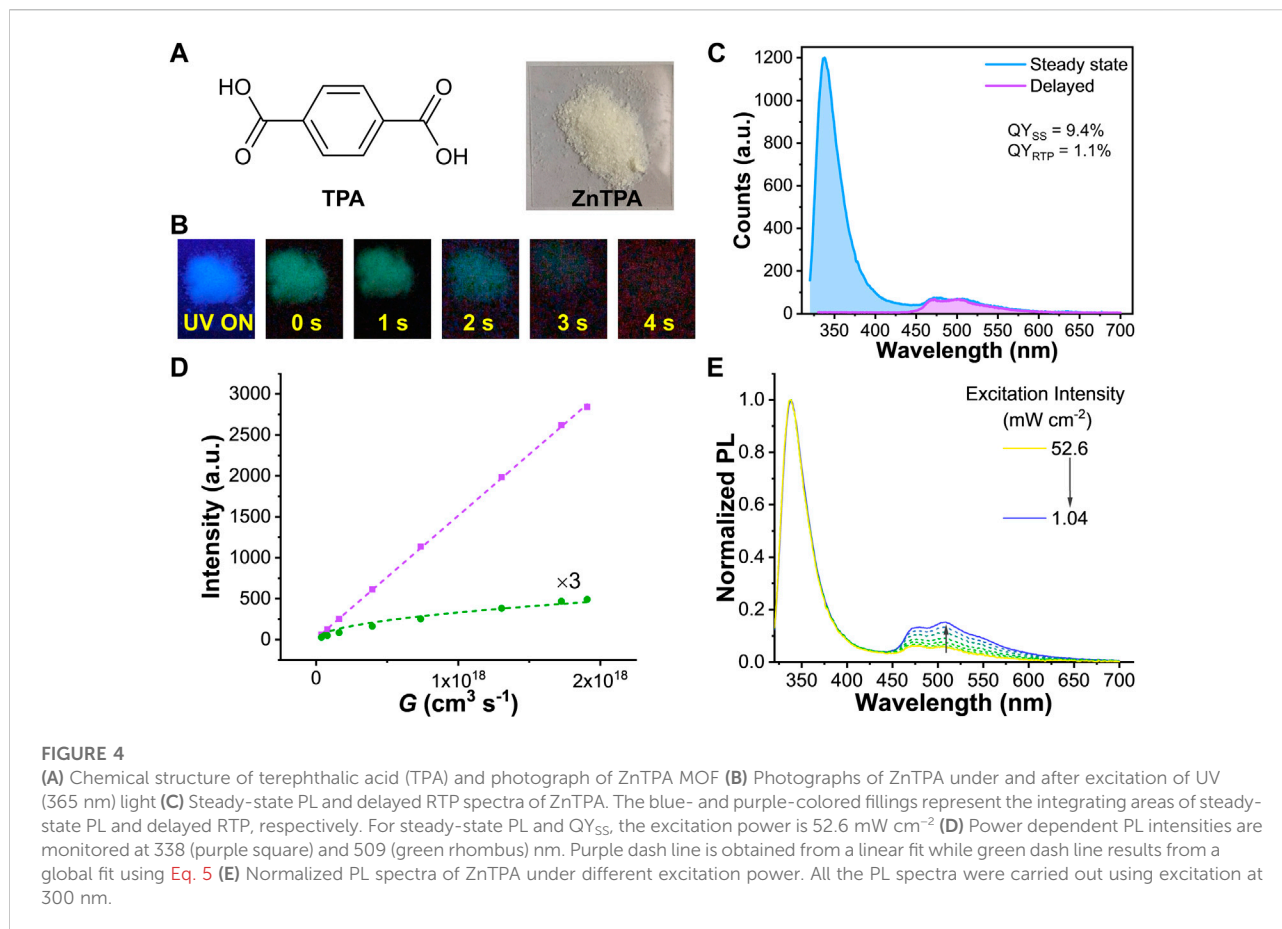 A
HO
O
O
OH
TPA
ZnTPA
B
UV ON
0 s
1 s
2 s
3 s
4 s
C
Steady state
Delayed
QYSS = 9.4%
QYRTP = 1.1%
Counts (a.u.)
1200
1000
800
600
400
200
0
350
400
450
500
550
600
650
700
Wavelength (nm)
D
Intensity (a.u.)
3000
2500
2000
1500
1000
500
0
×3
0
1x10¹⁸
2x10¹⁸
G (cm³ s⁻¹)
E
Excitation Intensity
(mW cm⁻²)
52.6
1.04
Normalized PL
1.0
0.8
0.6
0.4
0.2
0.0
350
400
450
500
550
600
650
700
Wavelength (nm)
FIGURE 4
(A) Chemical structure of terephthalic acid (TPA) and photograph of ZnTPA MOF (B) Photographs of ZnTPA under and after excitation of UV
(365 nm) light (C) Steady-state PL and delayed RTP spectra of ZnTPA. The blue- and purple-colored fillings represent the integrating areas of steady-
state PL and delayed RTP, respectively. For steady-state PL and QYSS, the excitation power is 52.6 mW cm⁻² (D) Power dependent PL intensities are
monitored at 338 (purple square) and 509 (green rhombus) nm. Purple dash line is obtained from a linear fit while green dash line results from a
global fit using Eq. 5 (E) Normalized PL spectra of ZnTPA under different excitation power. All the PL spectra were carried out using excitation at
300 nm.